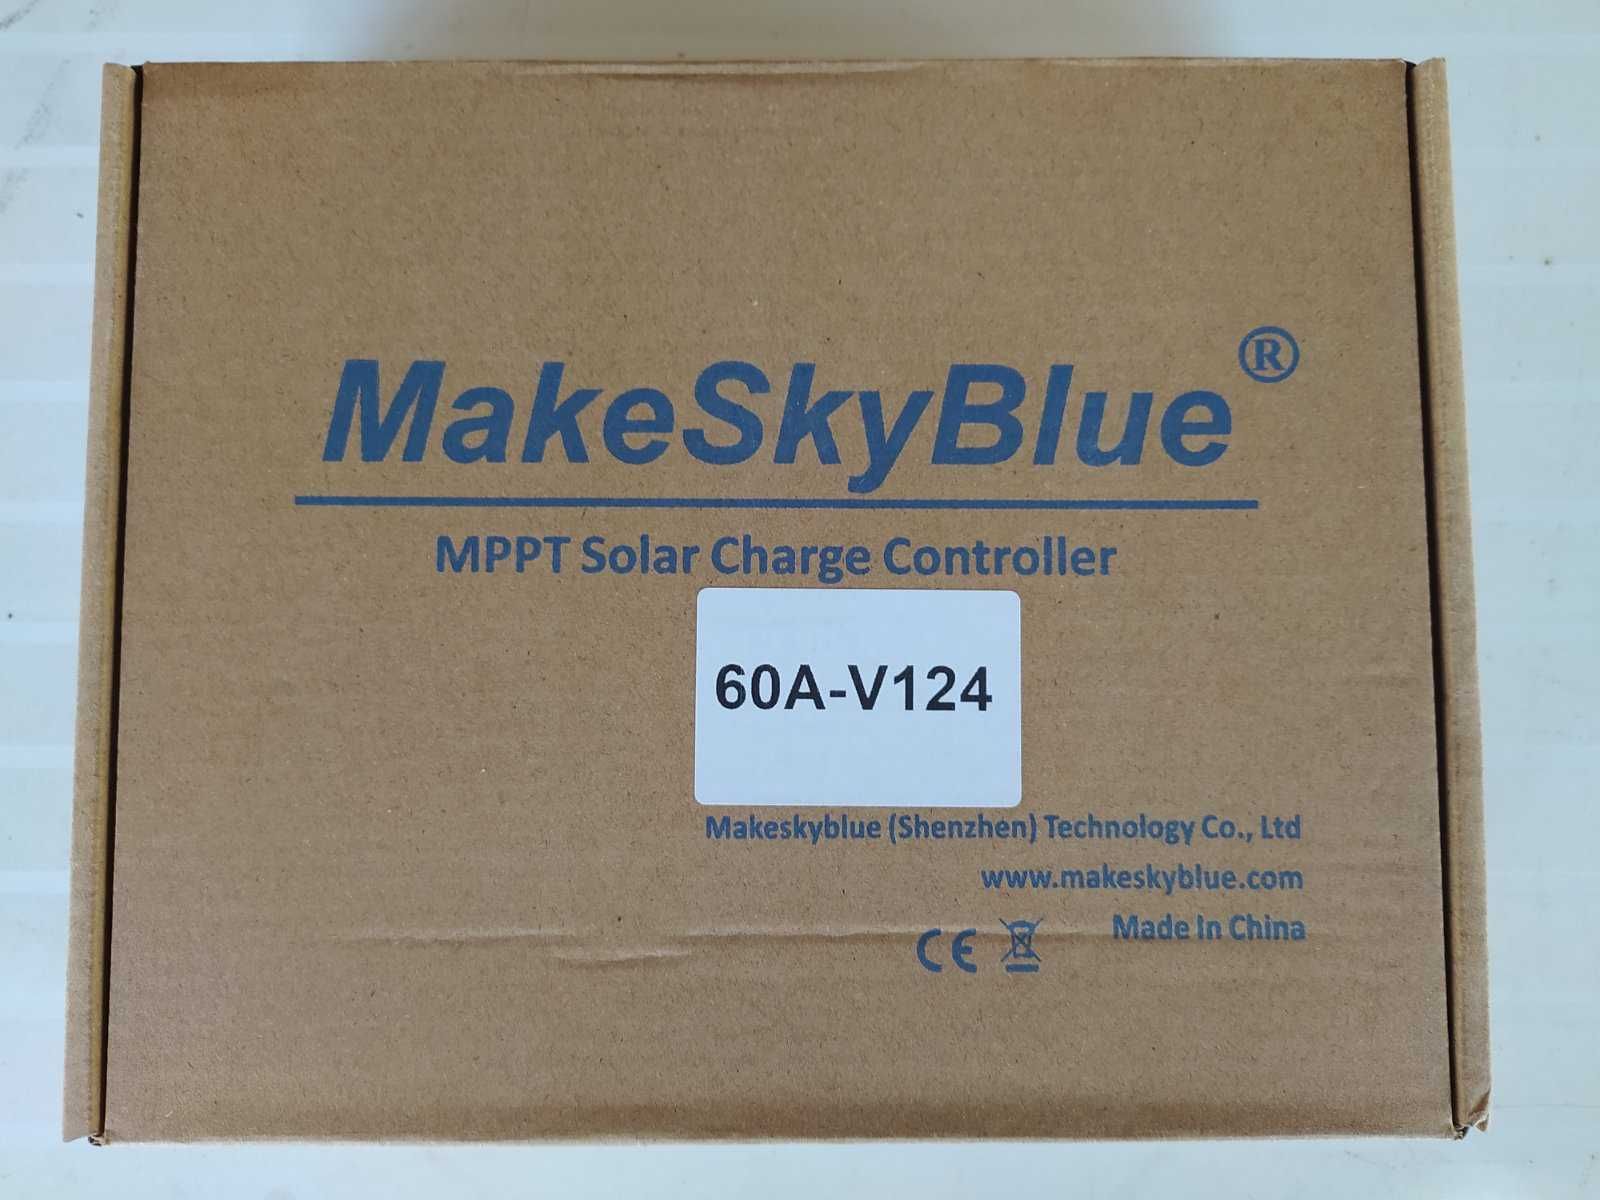 MakeSkyBlue®
MPPT Solar Charge Controller
60A-V124
Makeskyblue (Shenzhen) Technology Co., Ltd
www.makeskyblue.com
Made In China
CE